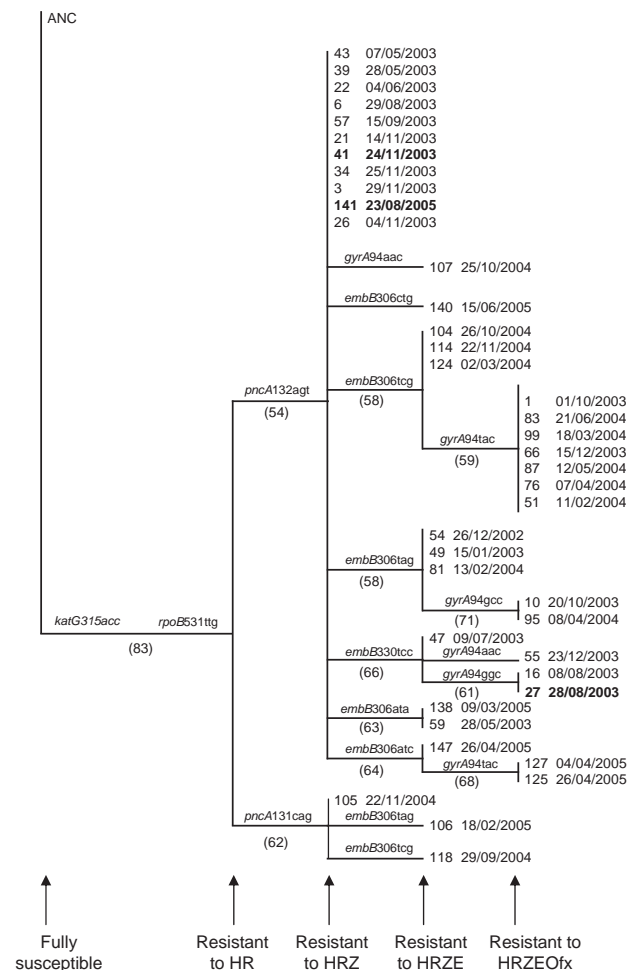 ANC
43 07/05/2003
39 28/05/2003
22 04/06/2003
6 29/08/2003
57 15/09/2003
21 14/11/2003
41 24/11/2003
34 25/11/2003
3 29/11/2003
141 23/08/2005
26 04/11/2003
gyrA94aac
107 25/10/2004
embB306ctg
140 15/06/2005
104 26/10/2004
114 22/11/2004
124 02/03/2004
pncA132agt
(54)
embB306tcg
(58)
1 01/10/2003
83 21/06/2004
99 18/03/2004
66 15/12/2003
87 12/05/2004
76 07/04/2004
51 11/02/2004
gyrA94tac
(59)
54 26/12/2002
49 15/01/2003
81 13/02/2004
embB306tag
(58)
gyrA94gcc
(71)
10 20/10/2003
95 08/04/2004
katG315acc rpoB531ttg
(83)
47 09/07/2003
embB330tcc
(66)
gyrA94aac
55 23/12/2003
gyrA94ggc
(61)
16 08/08/2003
27 28/08/2003
embB306ata
(63)
138 09/03/2005
59 28/05/2003
embB306atc
(64)
147 26/04/2005
gyrA94tac
(68)
127 04/04/2005
125 26/04/2005
105 22/11/2004
pncA131cag
(62)
embB306tag
106 18/02/2005
embB306tcg
118 29/09/2004
Fully
susceptible
Resistant
to HR
Resistant
to HRZ
Resistant
to HRZE
Resistant to
HRZEOfx